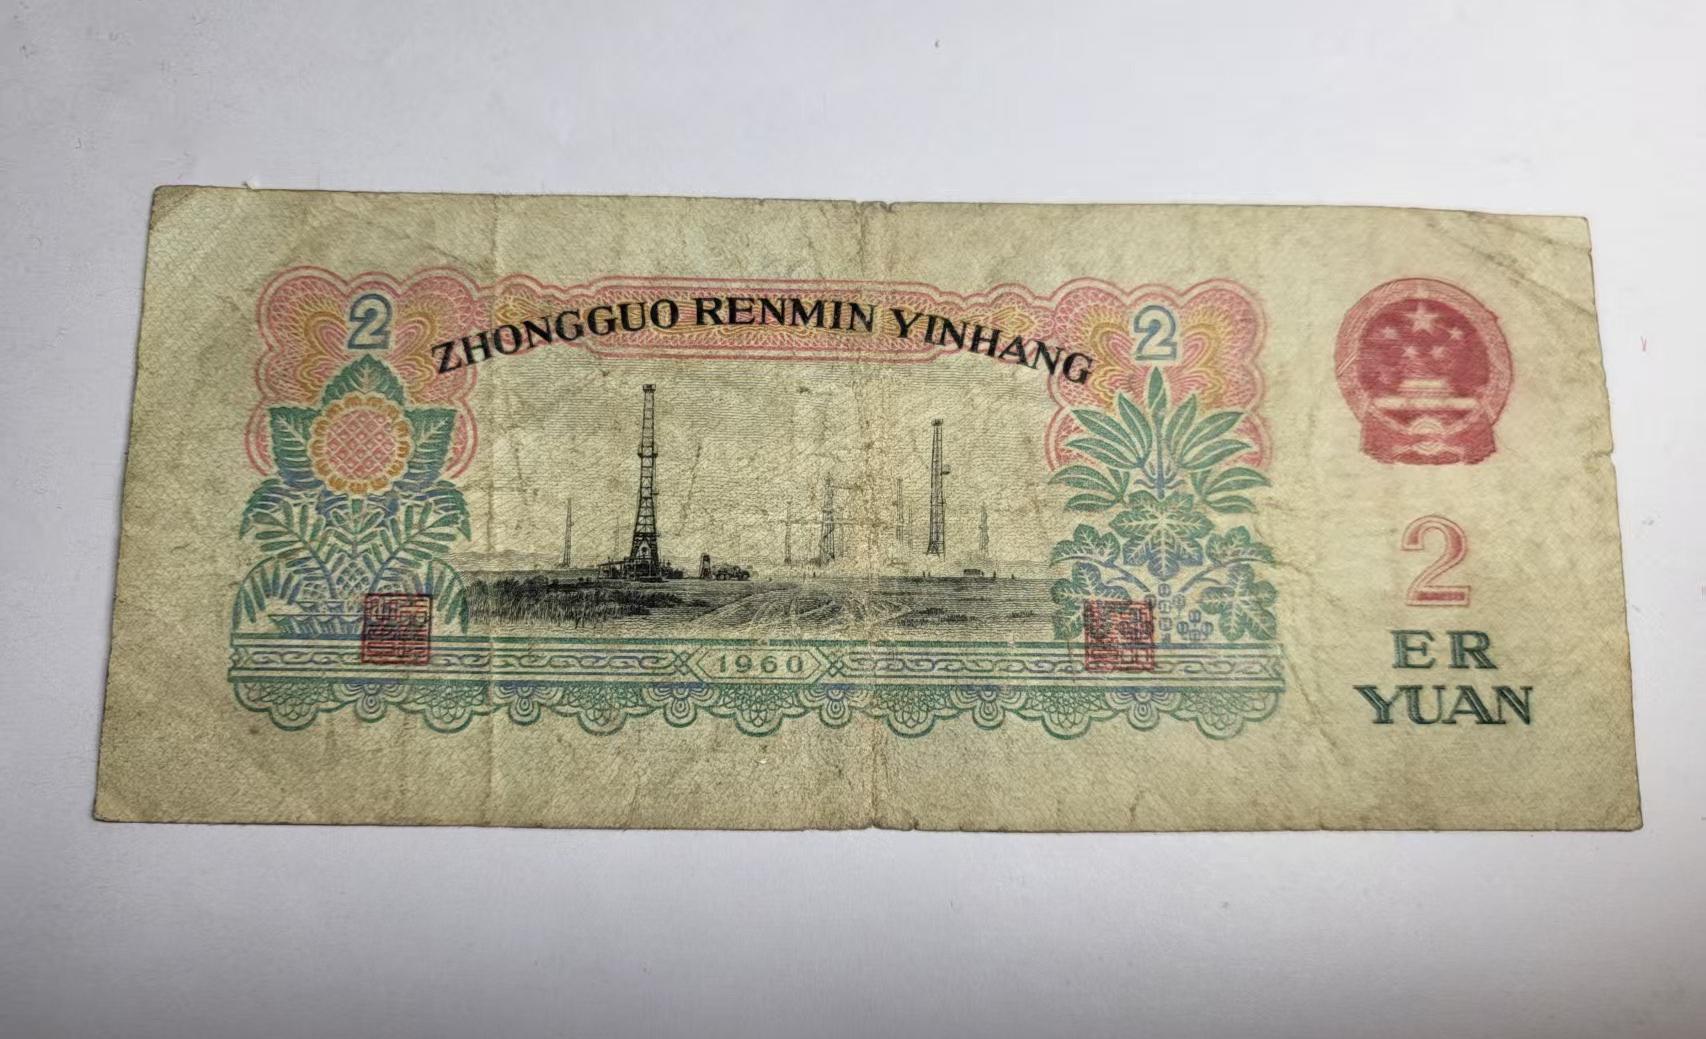 2
2
ZHONGGUO RENMIN YINHANG
1960
2
ER
YUAN